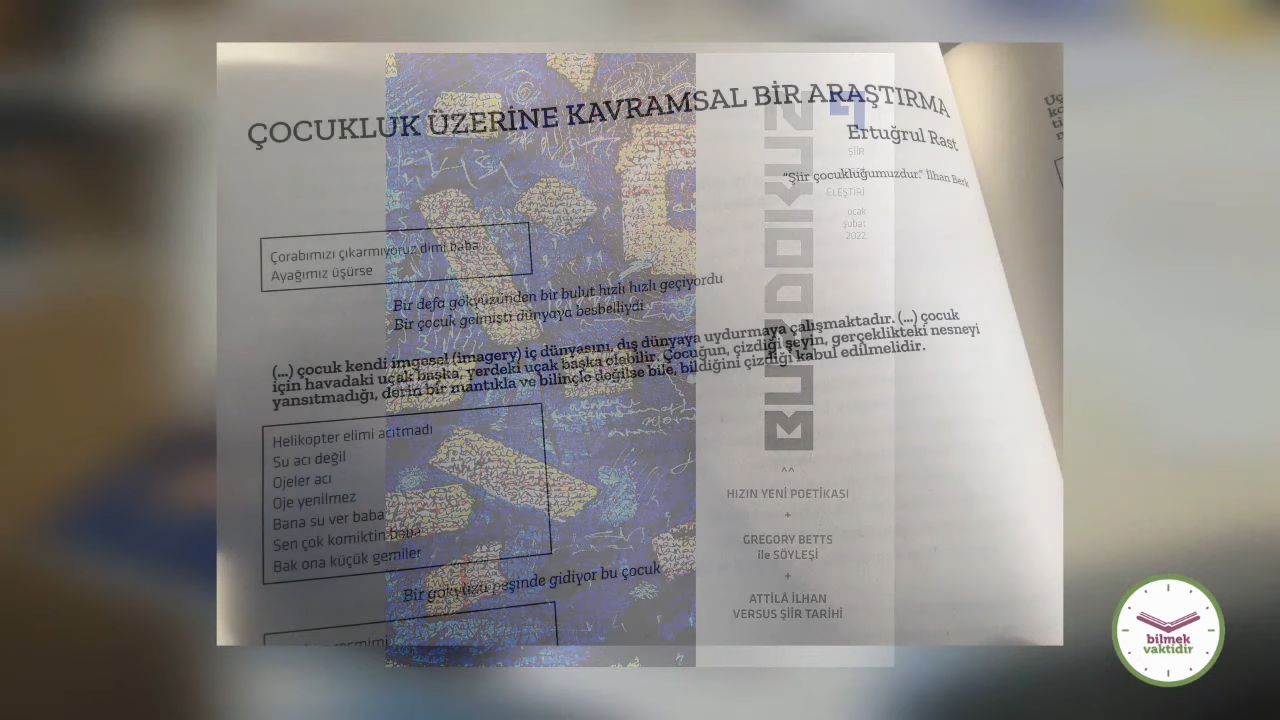 ÇOCUKLUK ÜZERİNE KAVRAMSAL BİR ARAŞTIRMA
Ertuğrul Rast
"Şiir çocukluğumuzdur." İlhan Berk
Çorabımızı çıkarmıyoruz dimi baba
Ayağımız üşürse
Bir defa gökyüzünden bir bulut hızlı hızlı geçiyordu
Bir çocuk gelmişti dünyaya besbelliydi
(...) çocuk kendi imgesel (imagery) iç dünyasını, dış dünyaya uydurmaya çalışmaktadır. (...) çocuk
için havadaki uçak başka, yerdeki uçak başka olabilir. Çocuğun, çizdiği şeyin, gerçeklikteki nesneyi
yansıtmadığı, derin bir mantıkla ve bilinçle değilse bile, bildiğini çizdiği kabul edilmelidir.
Helikopter elimi acıtmadı
Su acı değil
Ojeler acı
Oje yenilmez
Bana su ver baba
Sen çok komiktin baba
Bak ona küçük gemiler
Bir gökyüzü peşinde gidiyor bu çocuk
ŞİİR
ELEŞTİRİ
ocak
şubat
2022
^^
HIZIN YENİ POETİKASI
+
GREGORY BETTS
ile SÖYLEŞİ
+
ATTİLÂ İLHAN
VERSUS ŞİİR TARİHİ
bilmek
vaktidir